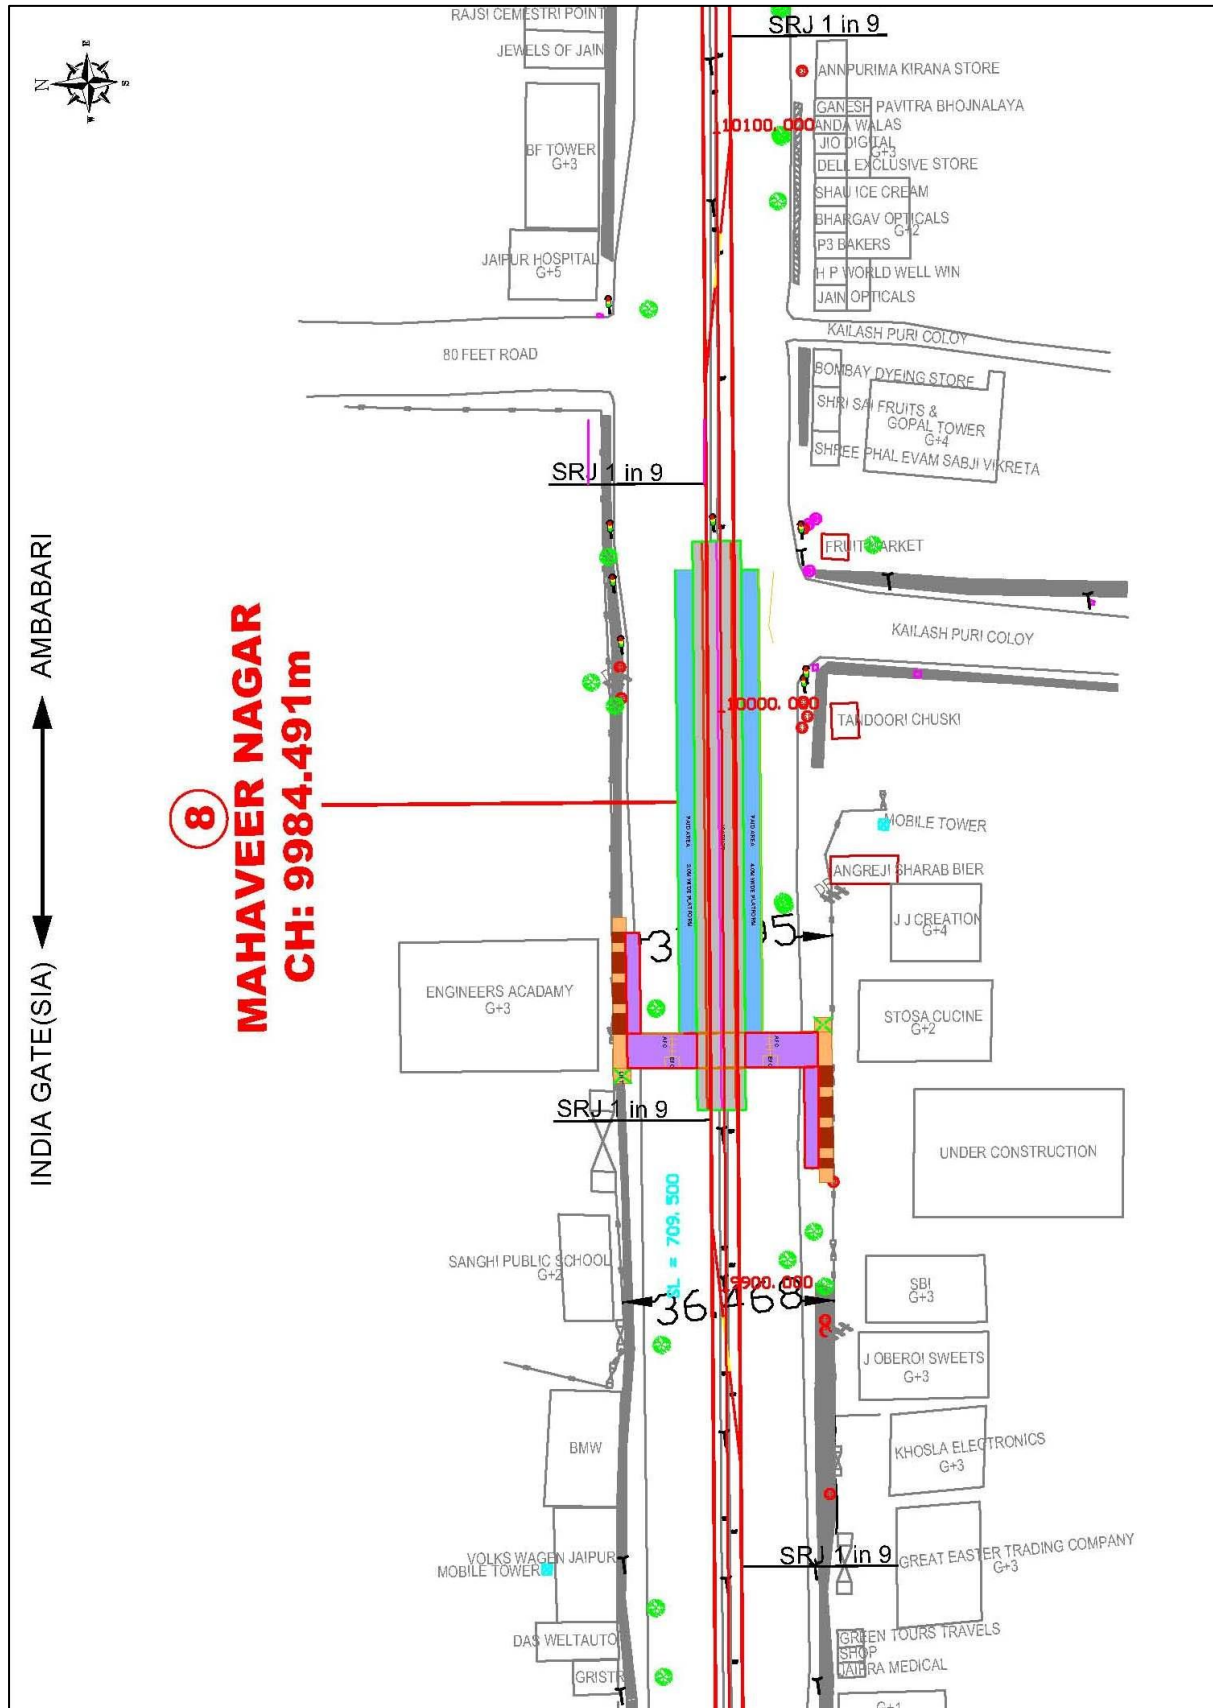 RAJSI CEMESTRI POINT
SRJ 1 in 9
JEWELS OF JAIN
N
S
ANNPURIMA KIRANA STORE
GANESH PAVITRA BHOJNALAYA
10100.000
ANDA WALAS
JIO DIGITAL
G+3
DELL EXCLUSIVE STORE
BF TOWER
G+3
SHAU ICE CREAM
BHARGAV OPTICALS
G+2
P3 BAKERS
JAIPUR HOSPITAL
G+5
H P WORLD WELL WIN
JAIN OPTICALS
KAILASH PURI COLOY
80 FEET ROAD
BOMBAY DYEING STORE
SHRI SAI FRUITS &
GOPAL TOWER
G+4
SHREE PHAL EVAM SABJI VIKRETA
SRJ 1 in 9
FRUIT MARKET
KAILASH PURI COLOY
INDIA GATE(SIA)
AMBABARI
8
MAHAVEER NAGAR
CH: 9984.491m
10000.000
TANDOORI CHUSKI
MOBILE TOWER
PAID AREA
PAID AREA
ANGREJI SHARAB BIER
J J CREATION
G+4
ENGINEERS ACADAMY
G+3
STOSA CUCINE
G+2
SRJ 1 in 9
UNDER CONSTRUCTION
SL = 709.500
SANGHI PUBLIC SCHOOL
G+2
9900.000
36.468
SBI
G+3
J OBEROI SWEETS
G+3
BMW
KHOSLA ELECTRONICS
G+3
VOLKS WAGEN JAIPUR
MOBILE TOWER
SRJ 1 in 9
GREAT EASTER TRADING COMPANY
G+3
DAS WELTAUTO
GREEN TOURS TRAVELS
SHOP
JAIPRA MEDICAL
GRISTR
G+1